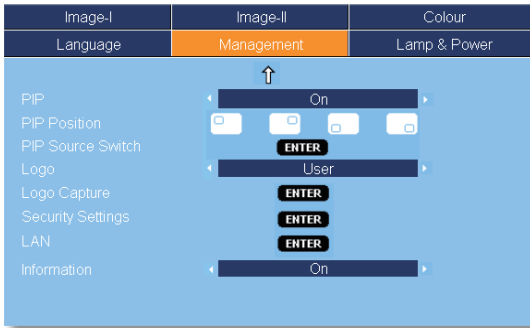 Image-I Image-II Colour
Language Management Lamp & Power
PIP On
PIP Position
PIP Source Switch ENTER
Logo User
Logo Capture ENTER
Security Settings ENTER
LAN ENTER
Information On